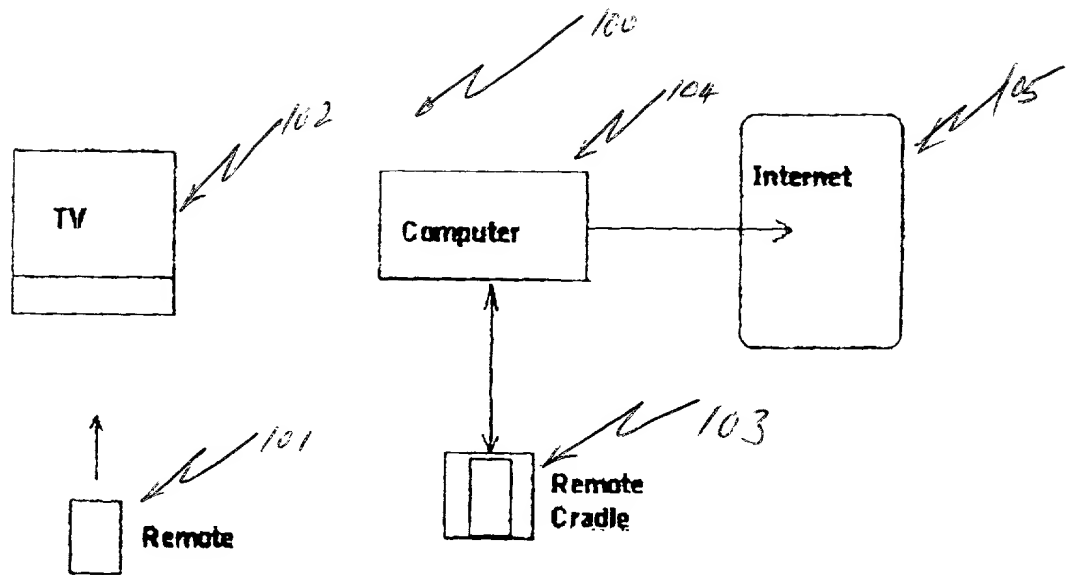 100
102
104
105
TV
Computer
Internet
101
103
Remote
Remote
Cradle